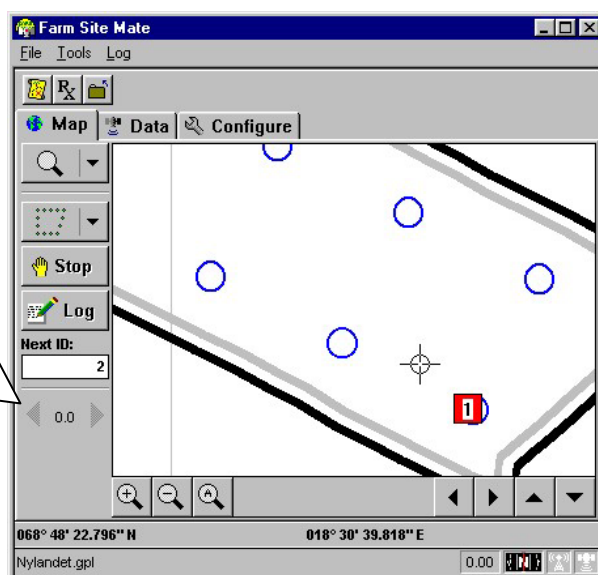 Farm Site Mate
File Tools Log
Rx
Map Data Configure
Stop
Log
Next ID:
2
0.0
1
A
068° 48' 22.796" N 018° 30' 39.818" E
Nylandet.gpl 0.00 N